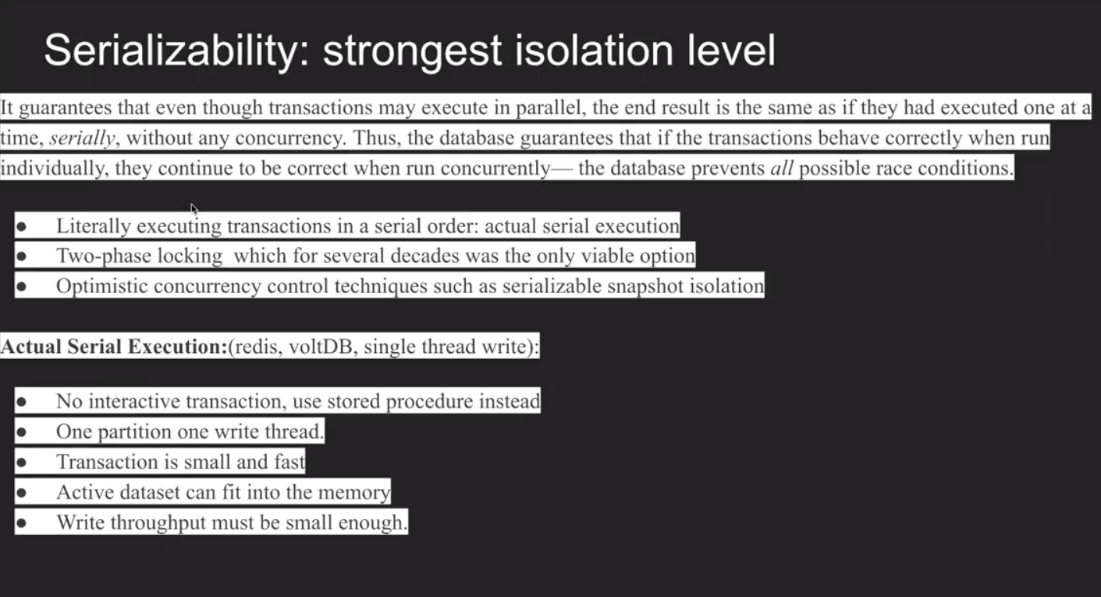 Serializability: strongest isolation level
It guarantees that even though transactions may execute in parallel, the end result is the same as if they had executed one at a
time, serially, without any concurrency. Thus, the database guarantees that if the transactions behave correctly when run
individually, they continue to be correct when run concurrently— the database prevents all possible race conditions.
● Literally executing transactions in a serial order: actual serial execution
● Two-phase locking  which for several decades was the only viable option
● Optimistic concurrency control techniques such as serializable snapshot isolation
Actual Serial Execution:(redis, voltDB, single thread write):
● No interactive transaction, use stored procedure instead
● One partition one write thread.
● Transaction is small and fast
● Active dataset can fit into the memory
● Write throughput must be small enough.